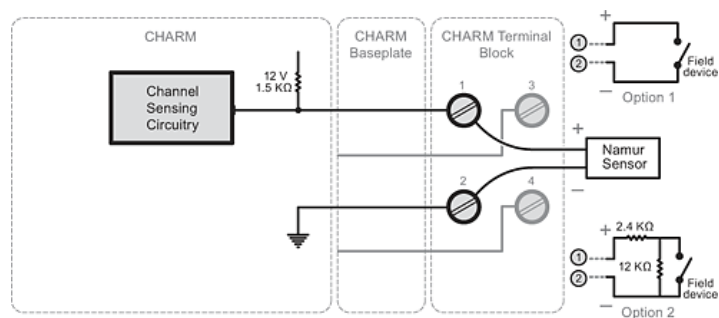 CHARM
CHARM
Baseplate
CHARM Terminal
Block
12 V
1.5 KΩ
Channel
Sensing
Circuitry
1
3
2
4
+
Namur
Sensor
—
+
1
2
—
Field
device
Option 1
+
2.4 KΩ
1
12 KΩ
2
—
Field
device
Option 2